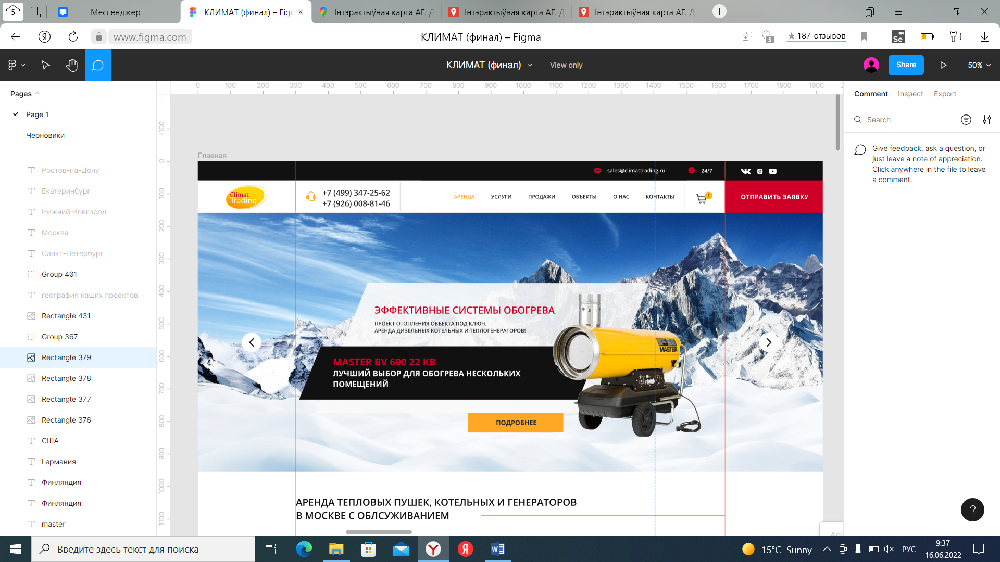 5
Мессенджер
КЛИМАТ (финал) – Figm
Інтэрактыўная карта АГ. Д
Інтэрактыўная карта АГ. Д
Інтэрактыўная карта АГ. Д
www.figma.com
КЛИМАТ (финал) – Figma
5
187 отзывов
Se
КЛИМАТ (финал)
View only
Share
50%
Pages
Page 1
Черновики
Ростов-на-Дону
Екатеринбург
Нижний Новгород
Москва
Санкт-Петербург
Group 401
география наших проектов
Rectangle 431
Group 367
Rectangle 379
Rectangle 378
Rectangle 377
Rectangle 376
США
Германия
Финляндия
Финляндия
master
0 100 200 300 400 500 600 700 800 900 1000 1100 1200 1300 1400 1500 1600 1700 1800 1900
-100
0
100
200
300
400
500
600
700
800
900
1000
1100
Главная
sales@climattrading.ru
24/7
Climat
Trading
+7 (499) 347-25-62
+7 (926) 008-81-46
АРЕНДА
УСЛУГИ
ПРОДАЖИ
ОБЪЕКТЫ
О НАС
КОНТАКТЫ
1
ОТПРАВИТЬ ЗАЯВКУ
ЭФФЕКТИВНЫЕ СИСТЕМЫ ОБОГРЕВА
ПРОЕКТ ОТОПЛЕНИЯ ОБЪЕКТА ПОД КЛЮЧ.
АРЕНДА ДИЗЕЛЬНЫХ КОТЕЛЬНЫХ И ТЕПЛОГЕНЕРАТОРОВ!
MASTER BV 690 22 КВ
ЛУЧШИЙ ВЫБОР ДЛЯ ОБОГРЕВА НЕСКОЛЬКИХ
ПОМЕЩЕНИЙ
MASTER
ПОДРОБНЕЕ
АРЕНДА ТЕПЛОВЫХ ПУШЕК, КОТЕЛЬНЫХ И ГЕНЕРАТОРОВ
В МОСКВЕ С ОБЛСУЖИВАНИЕМ
Comment
Inspect
Export
Search
Give feedback, ask a question, or
just leave a note of appreciation.
Click anywhere in the file to leave
a comment.
?
Введите здесь текст для поиска
15°C Sunny
РУС
9:37
16.06.2022